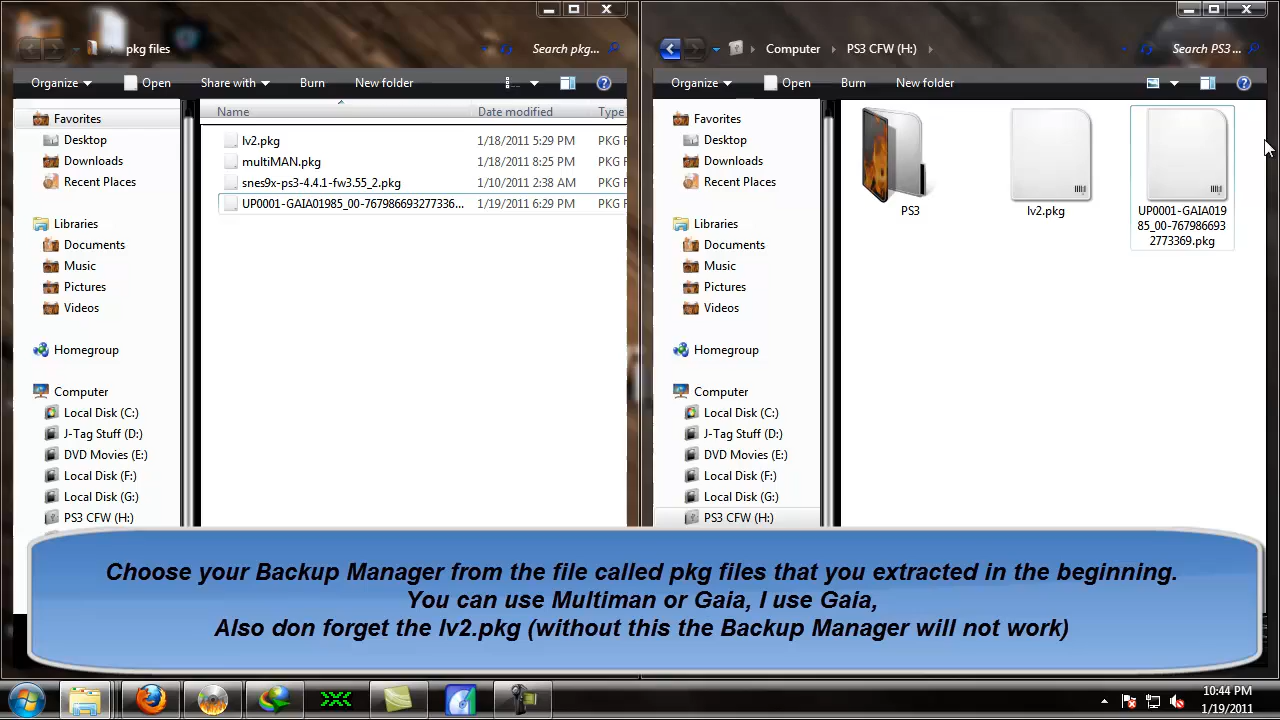 pkg files
Search pkg...
Organize
Open
Share with
Burn
New folder
Name
Date modified
Type
Favorites
Desktop
Downloads
Recent Places
Libraries
Documents
Music
Pictures
Videos
Homegroup
Computer
Local Disk (C:)
J-Tag Stuff (D:)
DVD Movies (E:)
Local Disk (F:)
Local Disk (G:)
PS3 CFW (H:)
lv2.pkg 1/18/2011 5:29 PM PKG F
multiMAN.pkg 1/18/2011 8:25 PM PKG F
snes9x-ps3-4.4.1-fw3.55_2.pkg 1/10/2011 2:38 AM PKG F
UP0001-GAIA01985_00-767986693277336... 1/19/2011 6:29 PM PKG F
Computer
PS3 CFW (H:)
Search PS3 ...
Organize
Open
Burn
New folder
Favorites
Desktop
Downloads
Recent Places
Libraries
Documents
Music
Pictures
Videos
Homegroup
Computer
Local Disk (C:)
J-Tag Stuff (D:)
DVD Movies (E:)
Local Disk (F:)
Local Disk (G:)
PS3 CFW (H:)
PS3
lv2.pkg
UP0001-GAIA019
85_00-767986693
2773369.pkg
Choose your Backup Manager from the file called pkg files that you extracted in the beginning.
You can use Multiman or Gaia, I use Gaia,
Also don forget the lv2.pkg (without this the Backup Manager will not work)
10:44 PM
1/19/2011